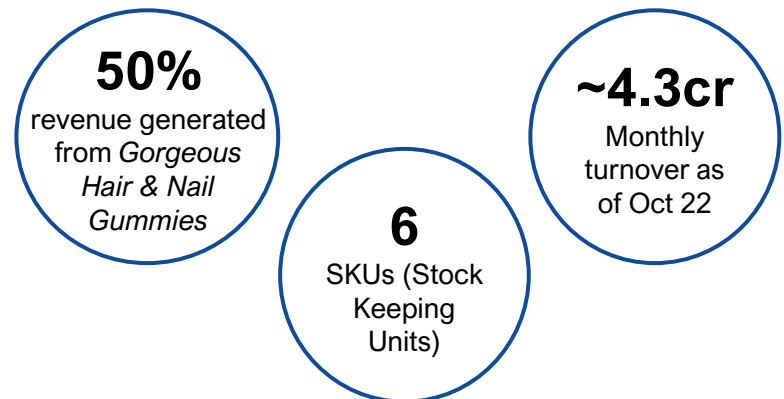 50%
revenue generated
from Gorgeous
Hair & Nail
Gummies
6
SKUs (Stock
Keeping
Units)
~4.3cr
Monthly
turnover as
of Oct 22